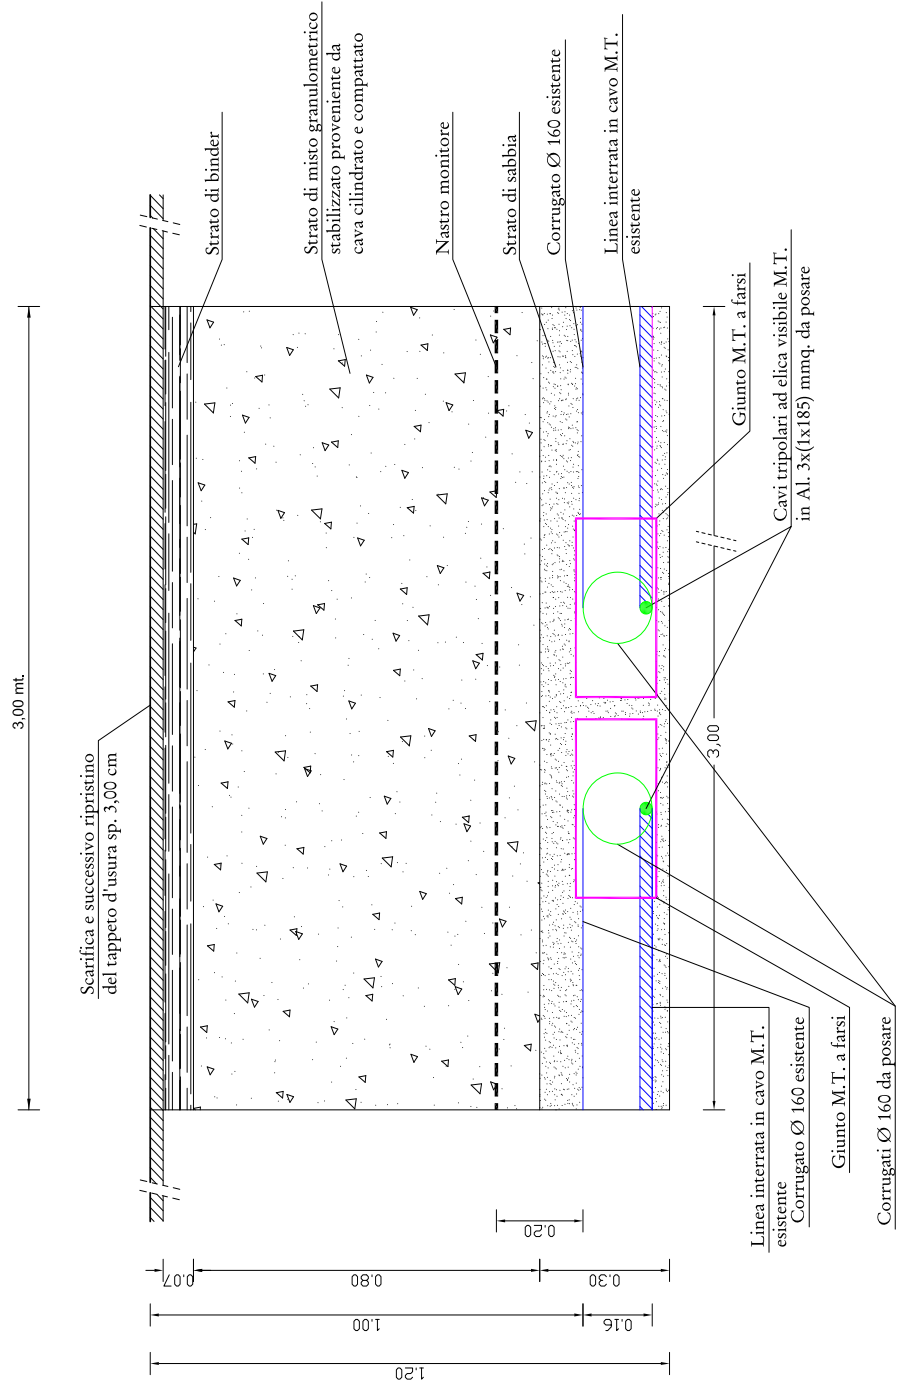 3,00 mt.
Scarifica e successivo ripristino
del tappeto d'usura sp. 3,00 cm
Strato di binder
Strato di misto granulometrico
stabilizzato proveniente da
cava cilindrato e compattato
Nastro monitore
Strato di sabbia
Corrugato Ø 160 esistente
Linea interrata in cavo M.T.
esistente
Giunto M.T. a farsi
Cavi tripolari ad elica visibile M.T.
in Al. 3x(1x185) mmq. da posare
3,00
Linea interrata in cavo M.T.
esistente
Corrugato Ø 160 esistente
Giunto M.T. a farsi
Corrugati Ø 160 da posare
0.20
0.07
0.80
0.30
1.00
0.16
1.20